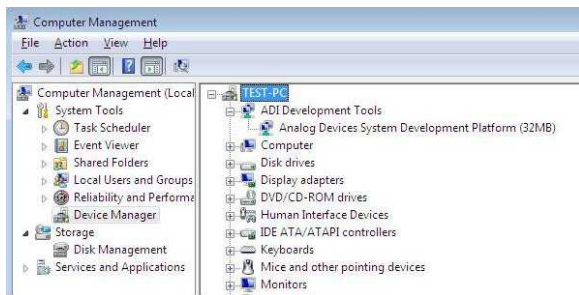 Computer Management
File Action View Help
Computer Management (Local
System Tools
Task Scheduler
Event Viewer
Shared Folders
Local Users and Groups
Reliability and Performa
Device Manager
Storage
Disk Management
Services and Applications
TEST-PC
ADI Development Tools
Analog Devices System Development Platform (32MB)
Computer
Disk drives
Display adapters
DVD/CD-ROM drives
Human Interface Devices
IDE ATA/ATAPI controllers
Keyboards
Mice and other pointing devices
Monitors